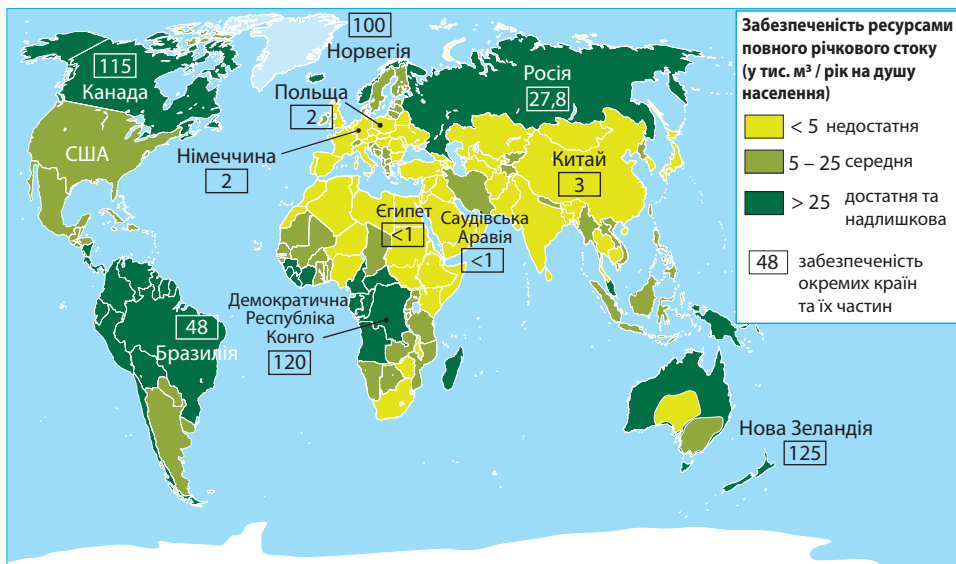 100
Норвегія
115
Канада
Росія
27,8
Польща
2
США
Німеччина
2
Китай
3
Єгипет
<1
Саудівська
Аравія
<1
Демократична
Республіка
Конго
120
48
Бразилія
Нова Зеландія
125
Забезпеченість ресурсами
повного річкового стоку
(у тис. м³ / рік на душу
населення)
< 5 недостатня
5 – 25 середня
> 25 достатня та
надлишкова
48 забезпеченість
окремих країн
та їх частин